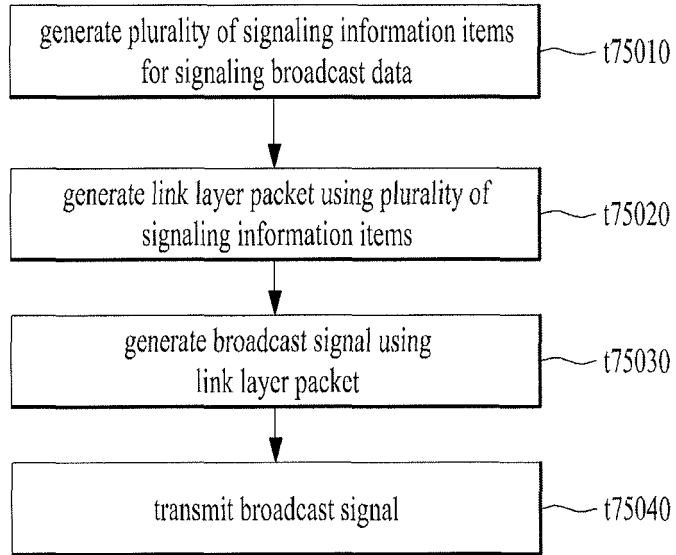 generate plurality of signaling information items
for signaling broadcast data
t75010
generate link layer packet using plurality of
signaling information items
t75020
generate broadcast signal using
link layer packet
t75030
transmit broadcast signal
t75040